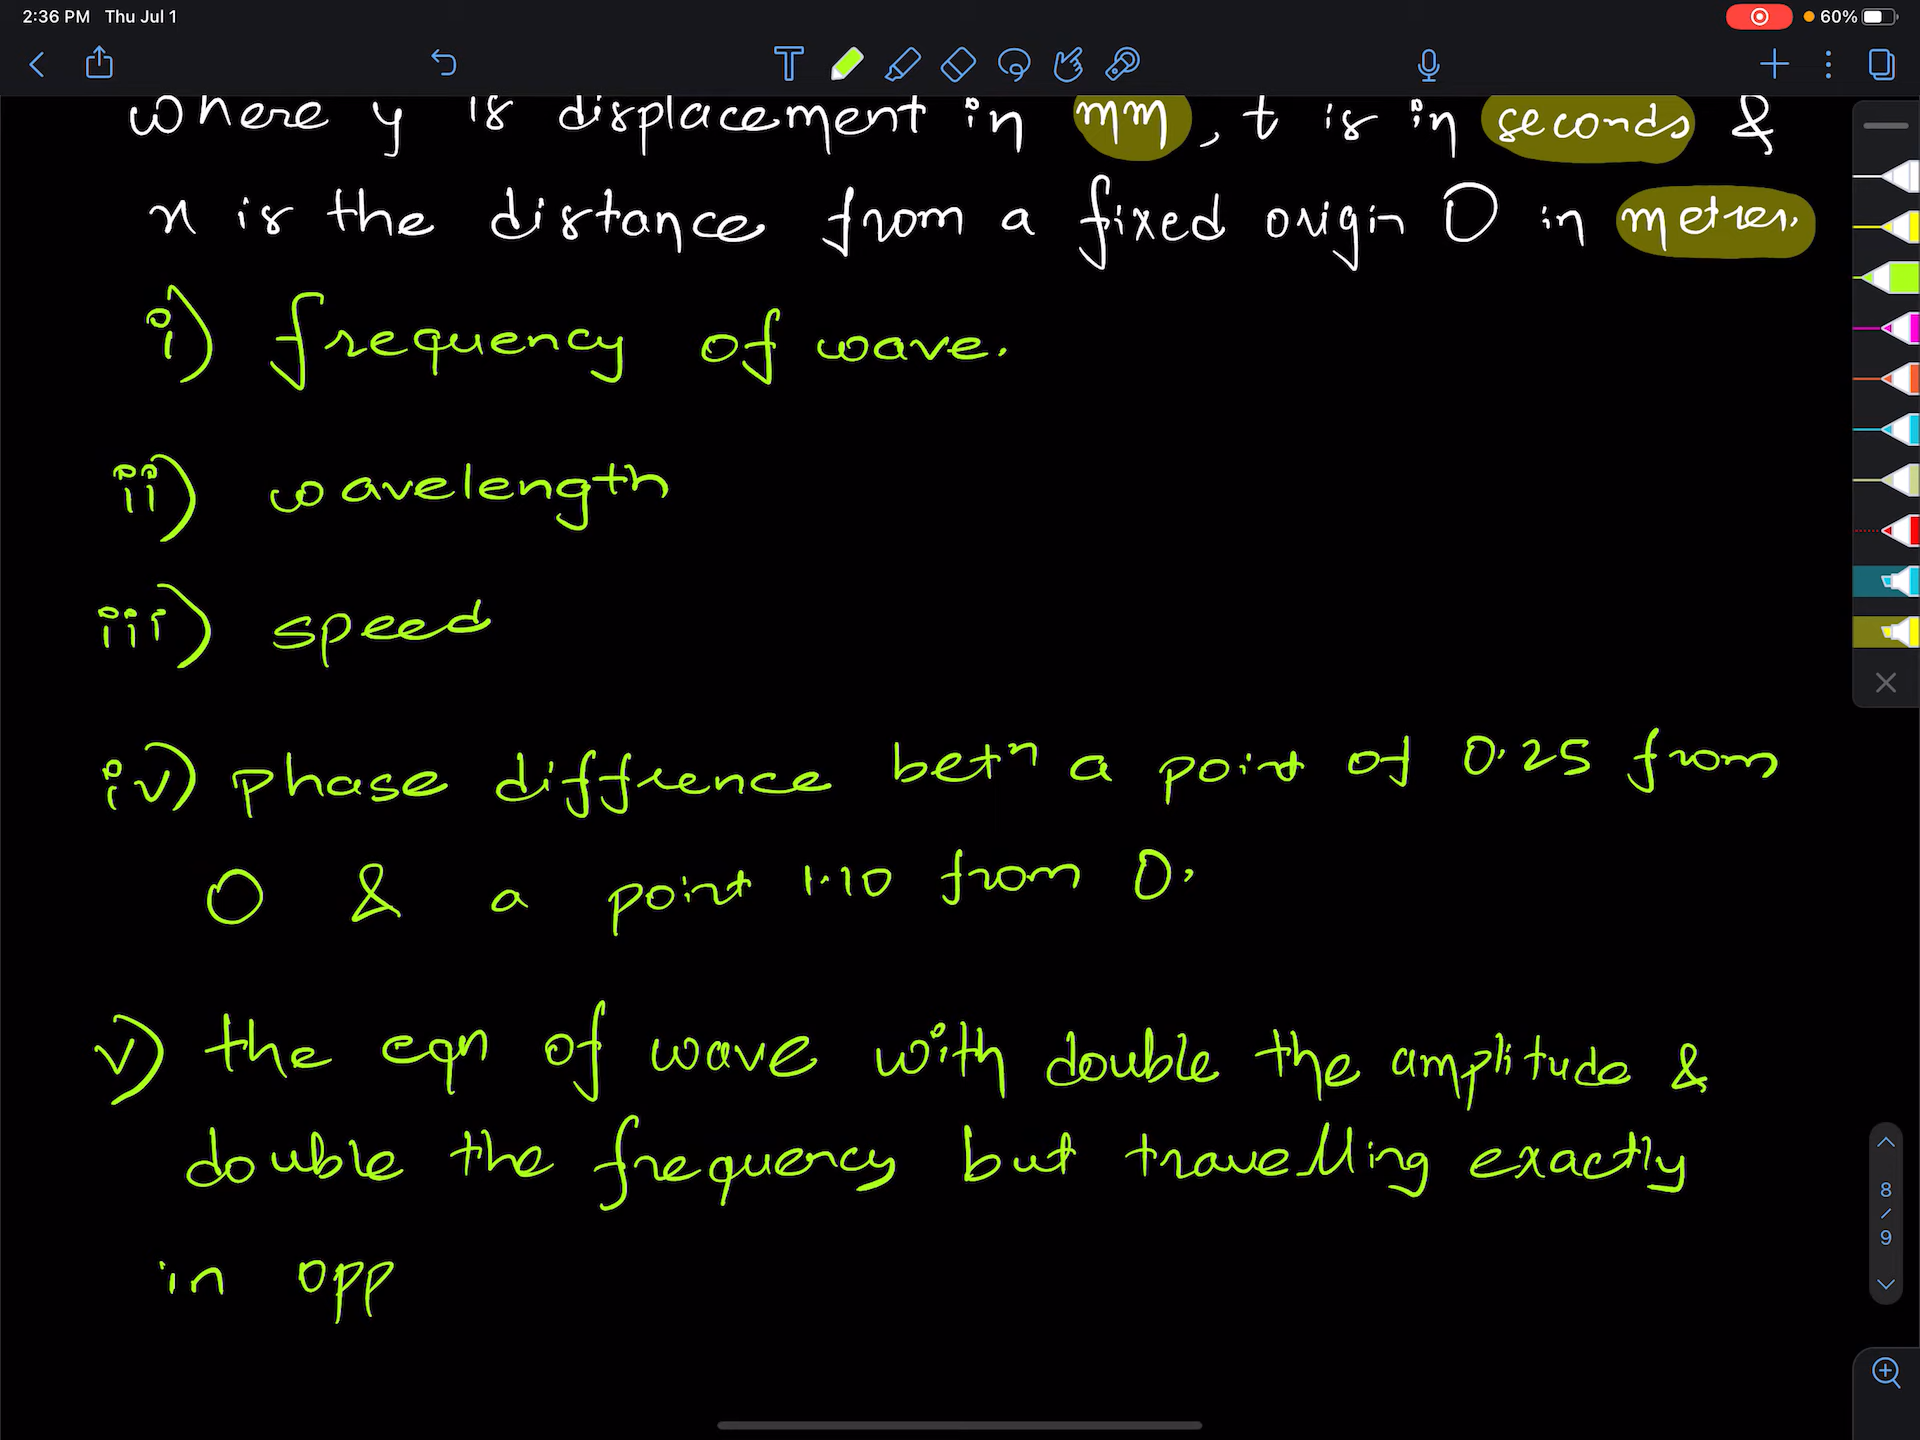 2:36 PM Thu Jul 1 60%
where y is displacement in mm, t is in seconds &
x is the distance from a fixed origin O in metres.
i) frequency of wave.
ii) wavelength
iii) speed
iv) phase diffrence betn a point of 0.25 from
O & a point 1.10 from O.
v) the eqn of wave with double the amplitude &
double the frequency but travelling exactly
in opp
8
/
9